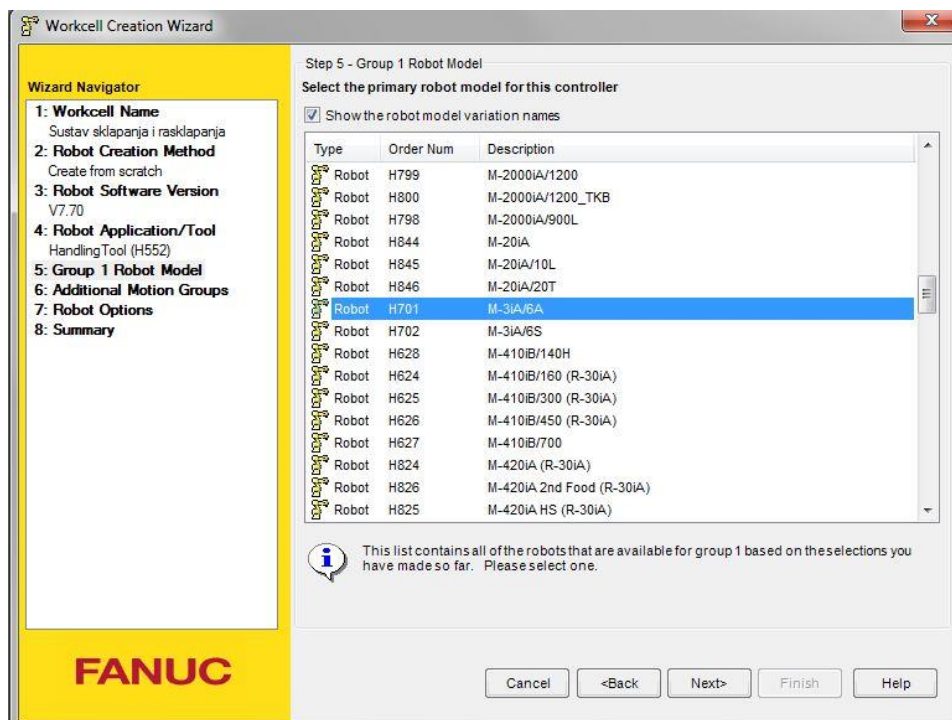 Workcell Creation Wizard
Wizard Navigator
1: Workcell Name
Sustav sklapanja i rasklapanja
2: Robot Creation Method
Create from scratch
3: Robot Software Version
V7.70
4: Robot Application/Tool
HandlingTool (H552)
5: Group 1 Robot Model
6: Additional Motion Groups
7: Robot Options
8: Summary
FANUC
Step 5 - Group 1 Robot Model
Select the primary robot model for this controller
Show the robot model variation names
Type Order Num Description
Robot H799 M-2000iA/1200
Robot H800 M-2000iA/1200_TKB
Robot H798 M-2000iA/900L
Robot H844 M-20iA
Robot H845 M-20iA/10L
Robot H846 M-20iA/20T
Robot H701 M-3iA/6A
Robot H702 M-3iA/6S
Robot H628 M-410iB/140H
Robot H624 M-410iB/160 (R-30iA)
Robot H625 M-410iB/300 (R-30iA)
Robot H626 M-410iB/450 (R-30iA)
Robot H627 M-410iB/700
Robot H824 M-420iA (R-30iA)
Robot H826 M-420iA 2nd Food (R-30iA)
Robot H825 M-420iA HS (R-30iA)
This list contains all of the robots that are available for group 1 based on the selections you
have made so far. Please select one.
Cancel <Back Next> Finish Help